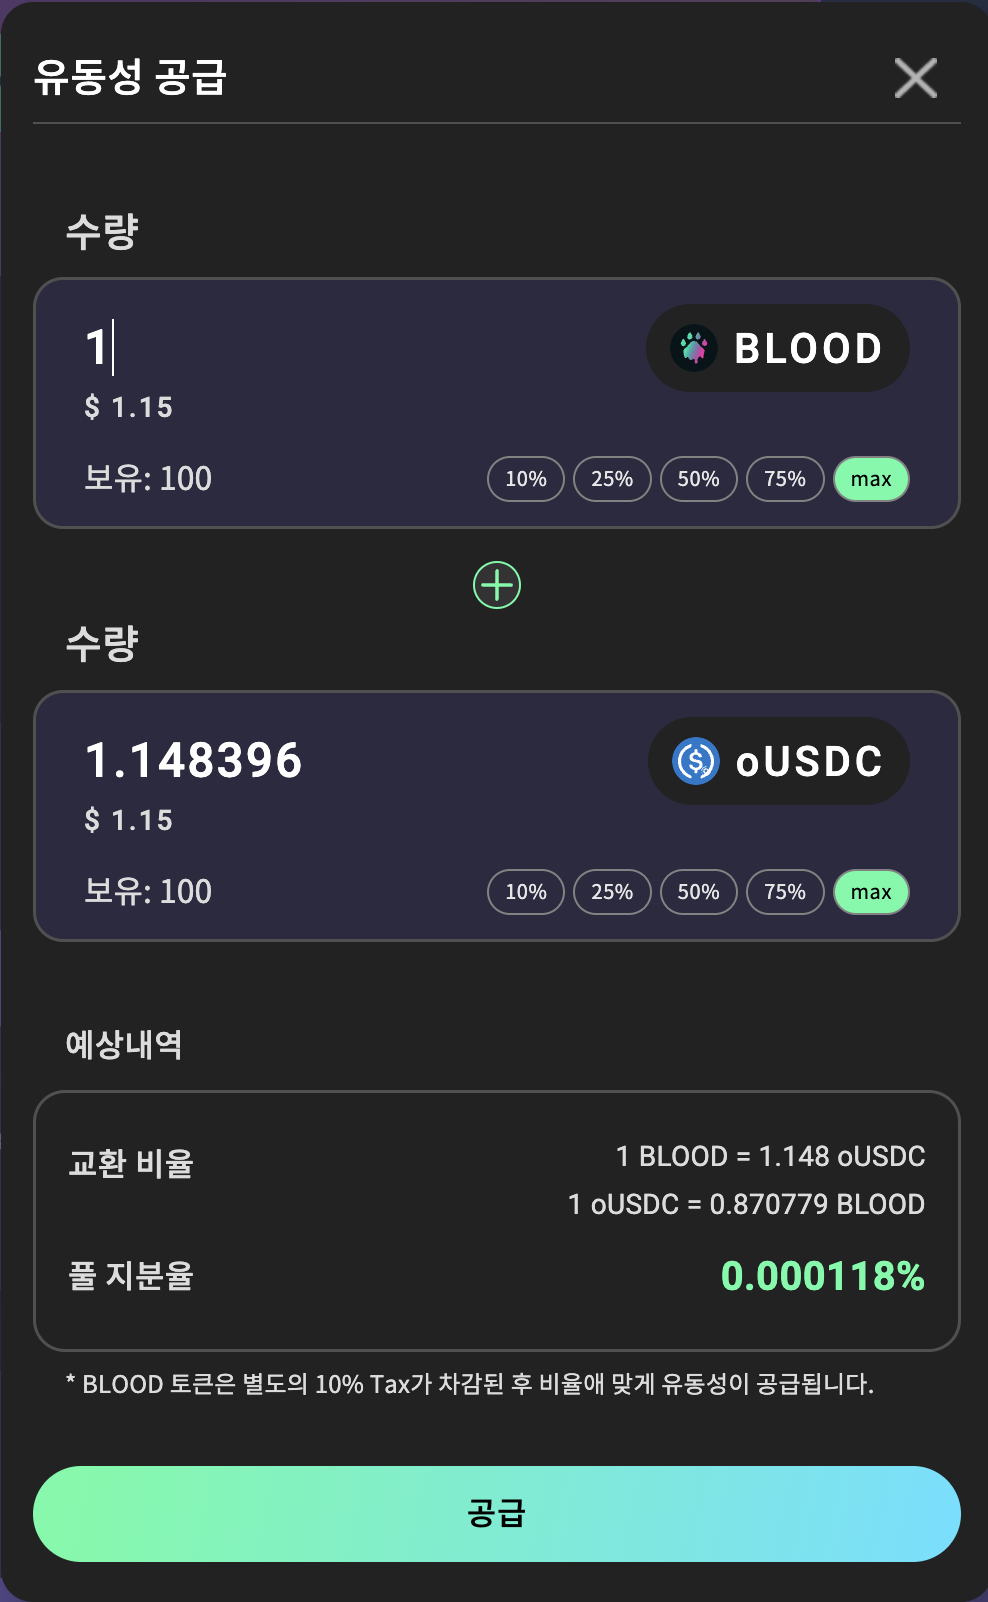 유동성 공급
수량
1
BLOOD
$ 1.15
보유: 100
10% 25% 50% 75% max
수량
1.148396
oUSDC
$ 1.15
보유: 100
10% 25% 50% 75% max
예상내역
교환 비율
1 BLOOD = 1.148 oUSDC
1 oUSDC = 0.870779 BLOOD
풀 지분율
0.000118%
* BLOOD 토큰은 별도의 10% Tax가 차감된 후 비율애 맞게 유동성이 공급됩니다.
공급